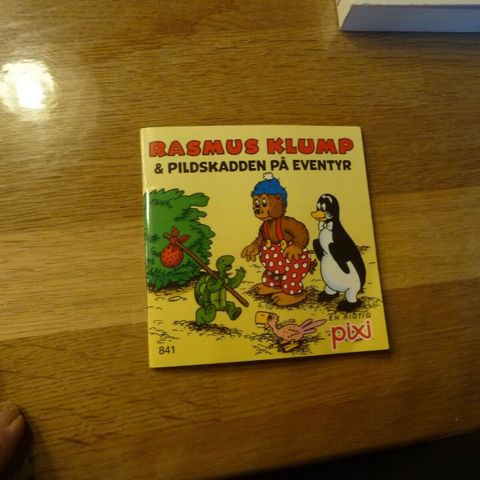 RASMUS KLUMP
& PILDSKADDEN PÅ EVENTYR
EN RIGTIG
pixi
841